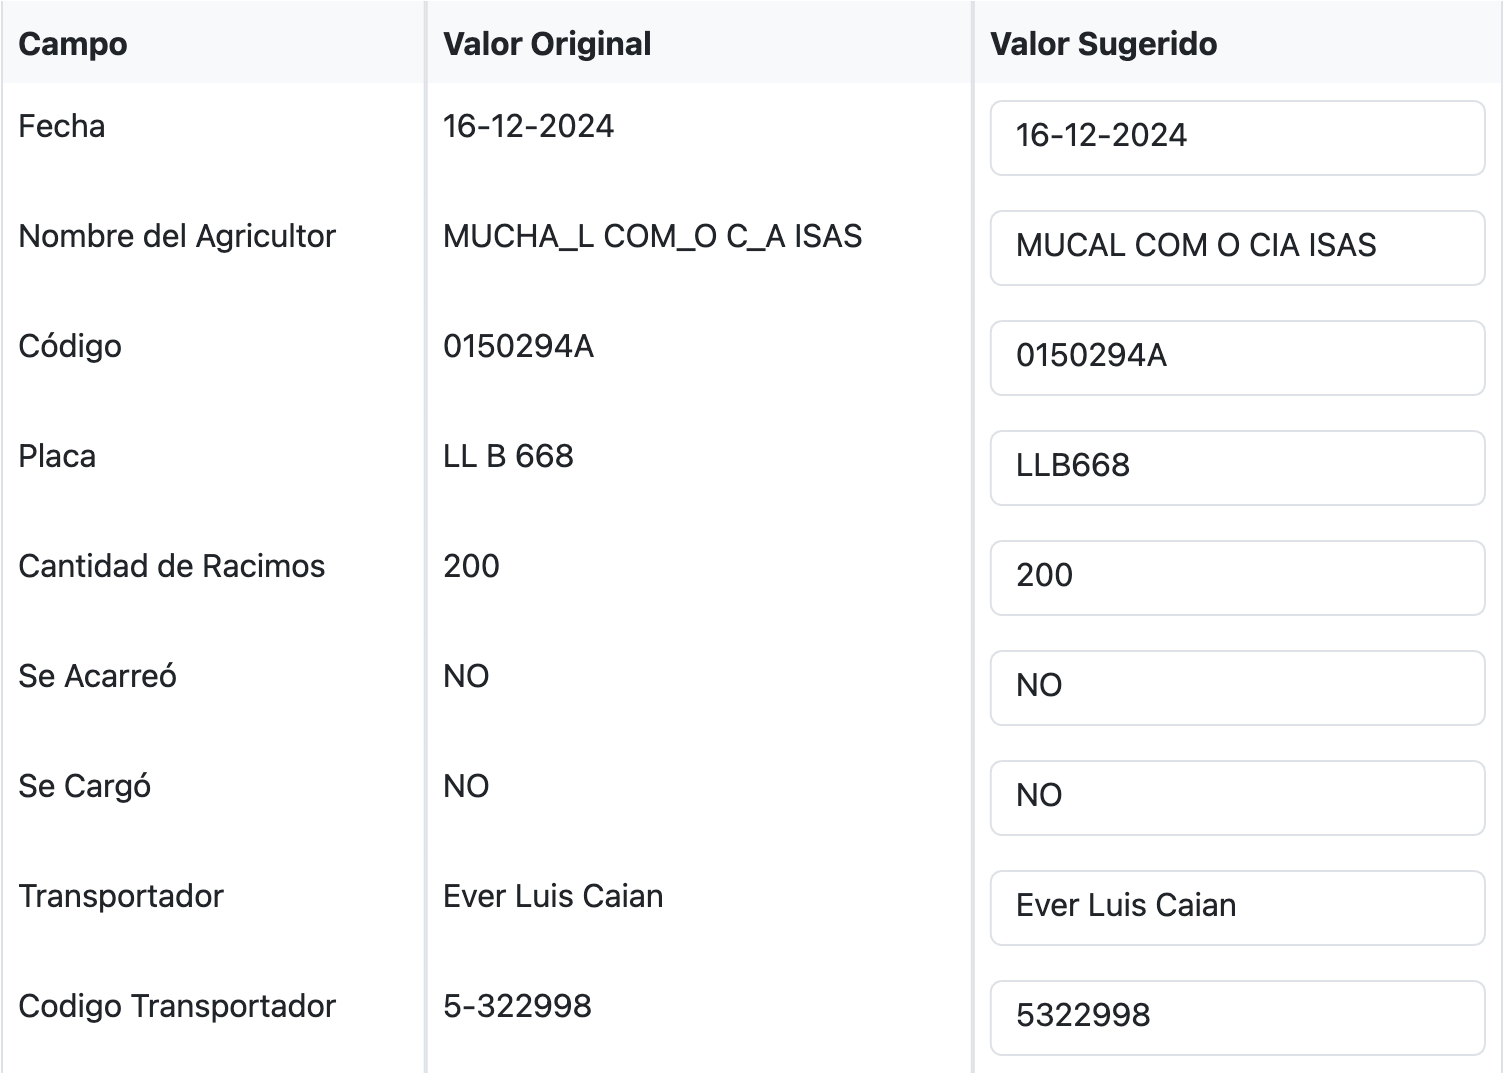 Campo Valor Original Valor Sugerido
Fecha 16-12-2024 16-12-2024
Nombre del Agricultor MUCHA_L COM_O C_A ISAS MUCAL COM O CIA ISAS
Código 0150294A 0150294A
Placa LL B 668 LLB668
Cantidad de Racimos 200 200
Se Acarreó NO NO
Se Cargó NO NO
Transportador Ever Luis Caian Ever Luis Caian
Codigo Transportador 5-322998 5322998